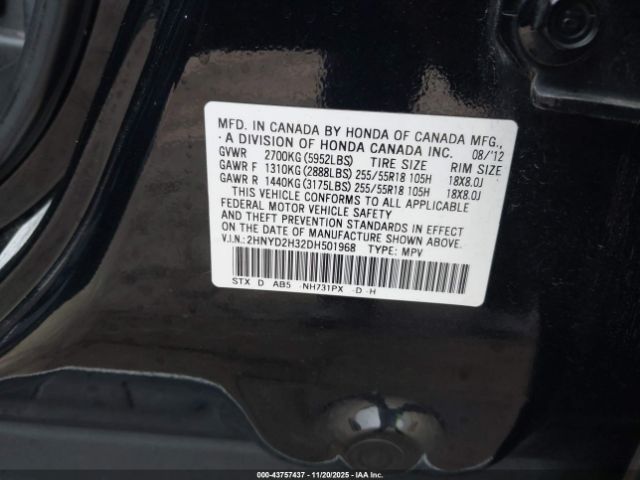 MFD. IN CANADA BY HONDA OF CANADA MFG.,
A DIVISION OF HONDA CANADA INC. 08/'12
GVWR 2700KG (5952LBS) TIRE SIZE RIM SIZE
GAWR F 1310KG (2888LBS) 255/55R18 105H 18X8.0J
GAWR R 1440KG (3175LBS) 255/55R18 105H 18X8.0J
THIS VEHICLE CONFORMS TO ALL APPLICABLE
FEDERAL MOTOR VEHICLE SAFETY
AND THEFT PREVENTION STANDARDS IN EFFECT
ON THE DATE OF MANUFACTURE SHOWN ABOVE.
V.I.N.: 2HNYD2H32DH501968 TYPE: MPV
STX D AB5 NH731PX -D -H
000-43757437 - 11/20/2025 - IAAI.com